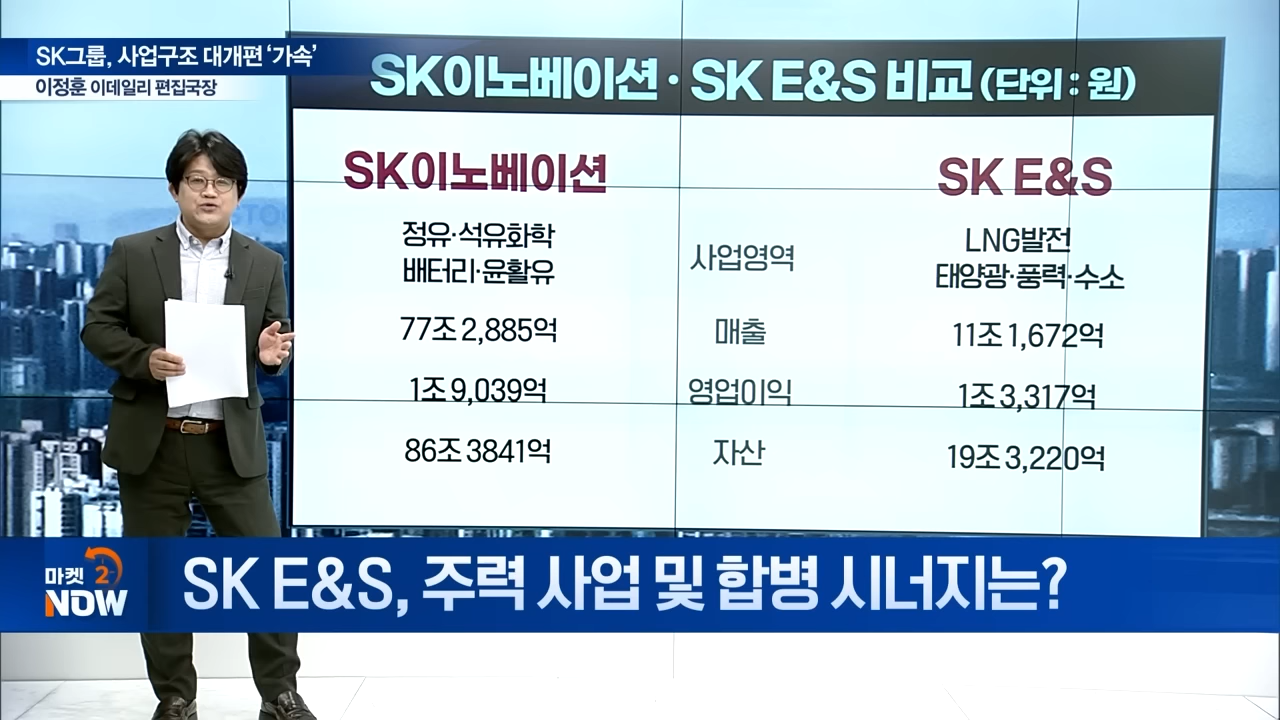 SK그룹, 사업구조 대개편 '가속'
이정훈 이데일리 편집국장
SK이노베이션 · SK E&S 비교 (단위 : 원)
SK이노베이션
SK E&S
정유·석유화학
배터리·윤활유
사업영역
LNG발전
태양광·풍력·수소
77조 2,885억
매출
11조 1,672억
1조 9,039억
영업이익
1조 3,317억
86조 3841억
자산
19조 3,220억
마켓 2
NOW
SK E&S, 주력 사업 및 합병 시너지는?